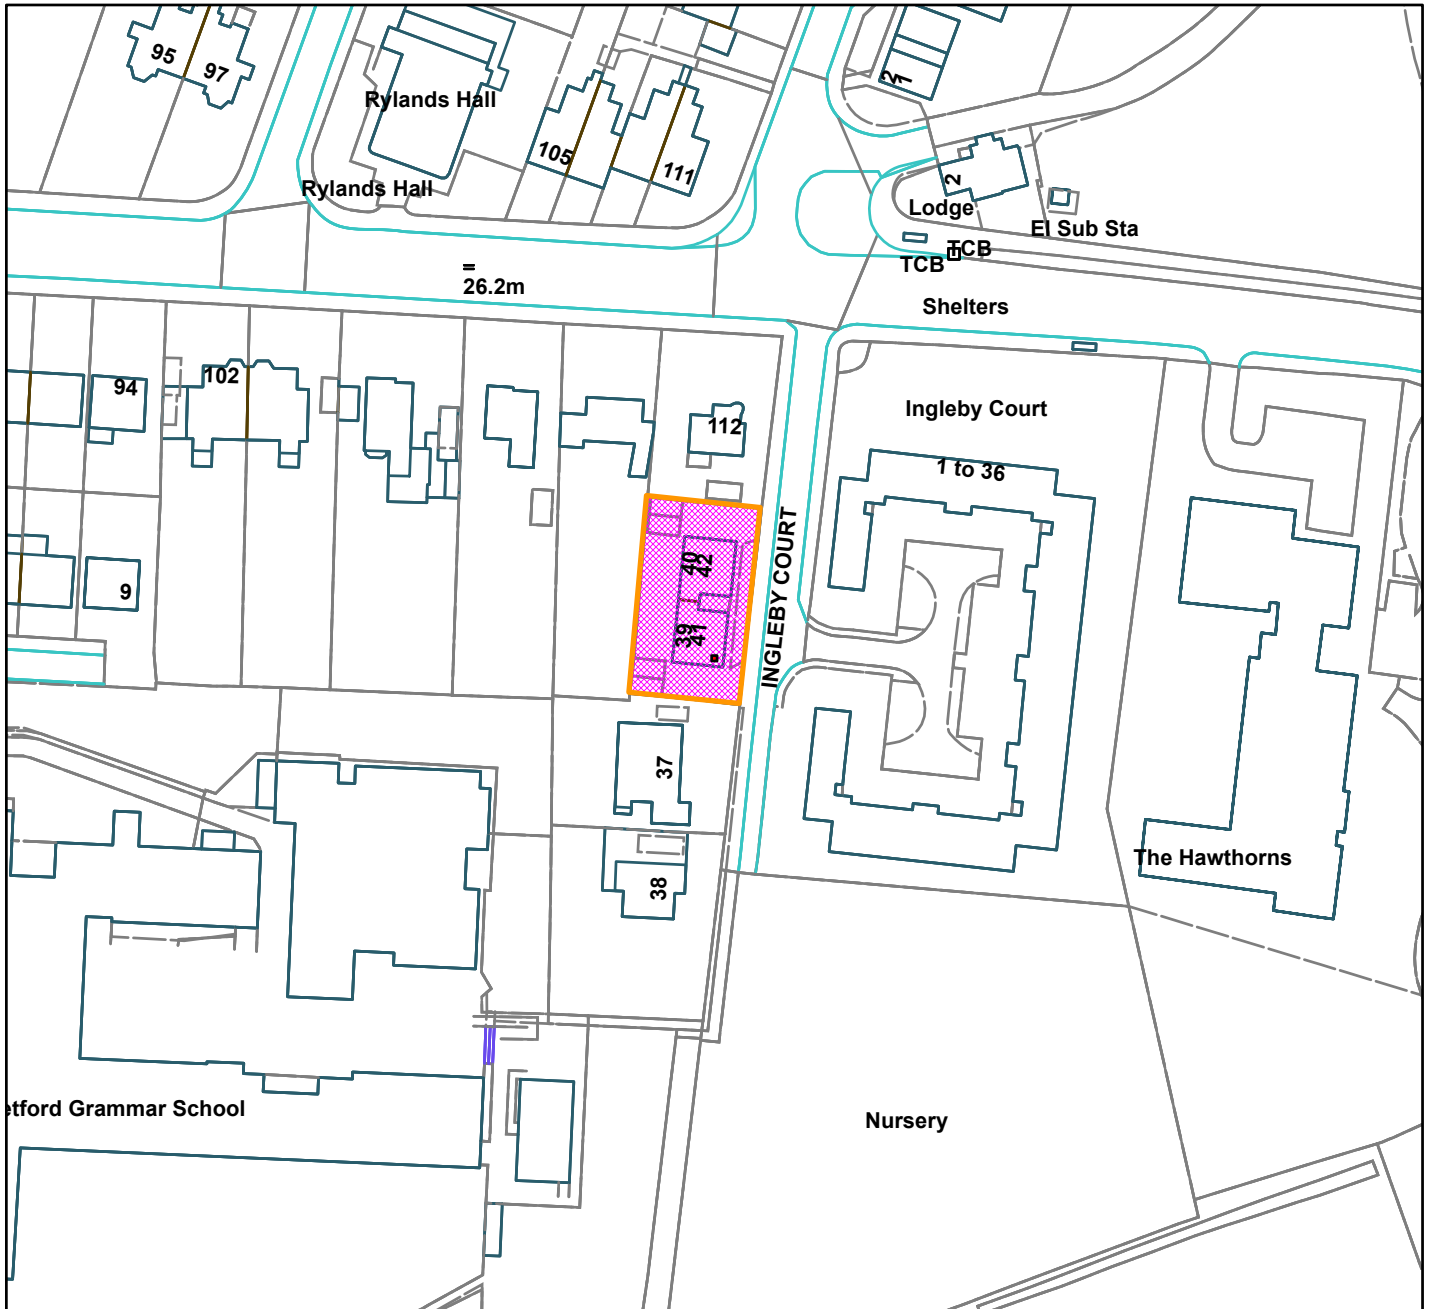 95
97
2
1
Rylands Hall
105
111
Rylands Hall
2
Lodge
El Sub Sta
TCB
TCB
26.2m
Shelters
94
102
112
Ingleby Court
1 to 36
40
42
9
39
41
INGLEBY COURT
37
38
The Hawthorns
etford Grammar School
Nursery